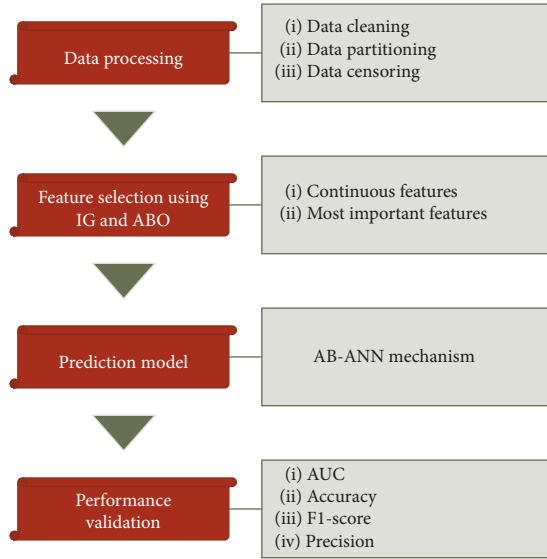 Data processing
(i) Data cleaning
(ii) Data partitioning
(iii) Data censoring
Feature selection using
IG and ABO
(i) Continuous features
(ii) Most important features
Prediction model
AB-ANN mechanism
Performance
validation
(i) AUC
(ii) Accuracy
(iii) F1-score
(iv) Precision